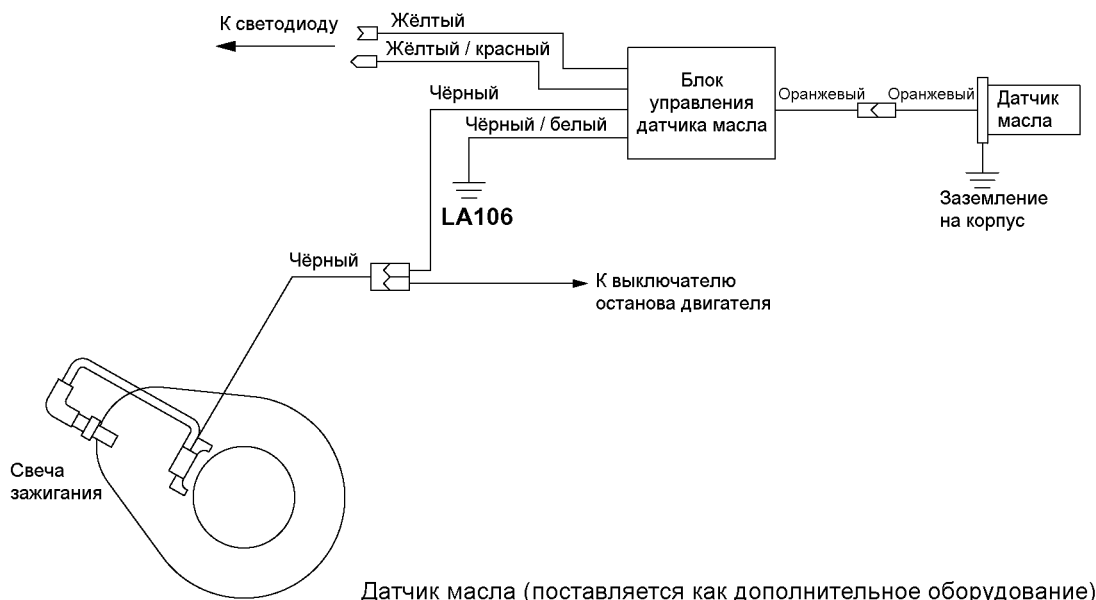 К светодиоду
Жёлтый
Жёлтый / красный
Чёрный
Чёрный / белый
LA106
Блок
управления
датчика масла
Оранжевый
Оранжевый
Датчик
масла
Заземление
на корпус
Чёрный
К выключателю
останова двигателя
Свеча
зажигания
Датчик масла (поставляется как дополнительное оборудование)